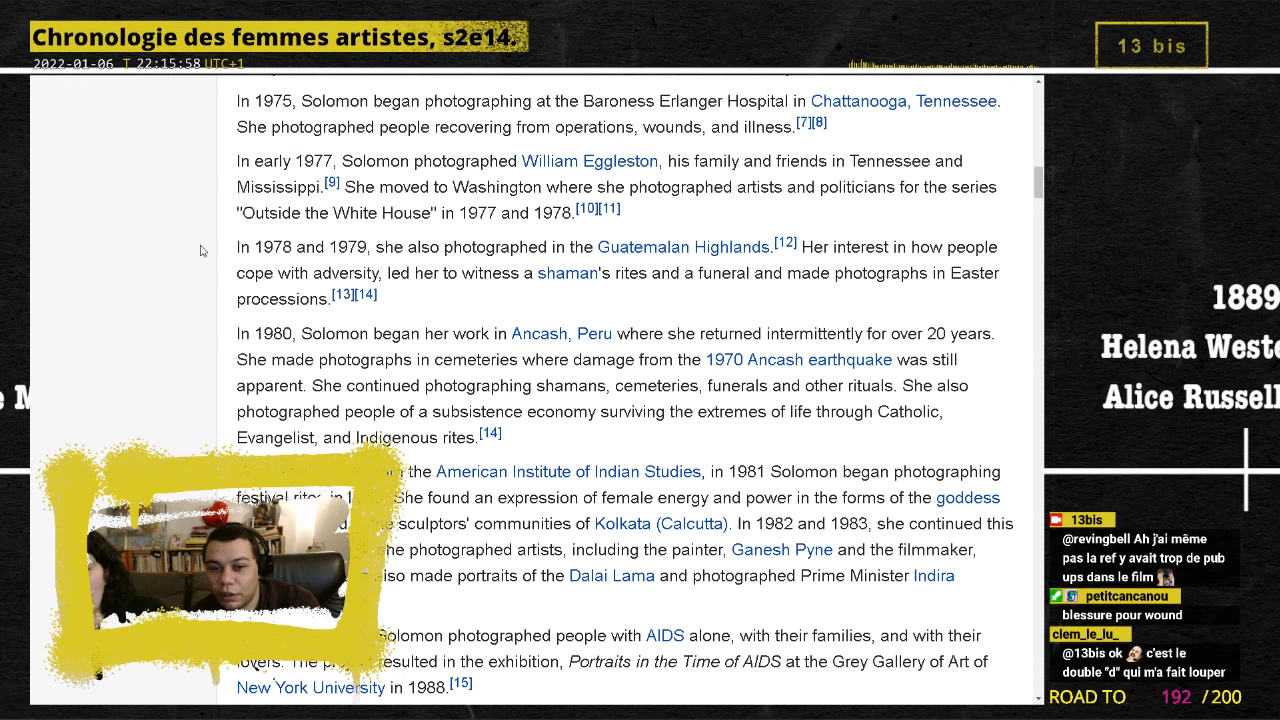 Chronologie des femmes artistes, s2e14.
2022-01-06 T 22:15:58 UTC+1
13 bis
In 1975, Solomon began photographing at the Baroness Erlanger Hospital in Chattanooga, Tennessee.
She photographed people recovering from operations, wounds, and illness.[7][8]
In early 1977, Solomon photographed William Eggleston, his family and friends in Tennessee and
Mississippi.[9] She moved to Washington where she photographed artists and politicians for the series
"Outside the White House" in 1977 and 1978.[10][11]
In 1978 and 1979, she also photographed in the Guatemalan Highlands.[12] Her interest in how people
cope with adversity, led her to witness a shaman's rites and a funeral and made photographs in Easter
processions.[13][14]
In 1980, Solomon began her work in Ancash, Peru where she returned intermittently for over 20 years.
She made photographs in cemeteries where damage from the 1970 Ancash earthquake was still
apparent. She continued photographing shamans, cemeteries, funerals and other rituals. She also
photographed people of a subsistence economy surviving the extremes of life through Catholic,
Evangelist, and Indigenous rites.[14]
the American Institute of Indian Studies, in 1981 Solomon began photographing
festival rites in She found an expression of female energy and power in the forms of the goddess
sculptors' communities of Kolkata (Calcutta). In 1982 and 1983, she continued this
she photographed artists, including the painter, Ganesh Pyne and the filmmaker,
also made portraits of the Dalai Lama and photographed Prime Minister Indira
Solomon photographed people with AIDS alone, with their families, and with their
lovers. The project resulted in the exhibition, Portraits in the Time of AIDS at the Grey Gallery of Art of
New York University in 1988.[15]
1889
Helena Weste
Alice Russell
e M
13bis
@revingbell Ah j'ai même
pas la ref y avait trop de pub
ups dans le film
petitcancanou
blessure pour wound
clem_le_lu_
@13bis ok c'est le
double "d" qui m'a fait louper
ROAD TO 192 / 200